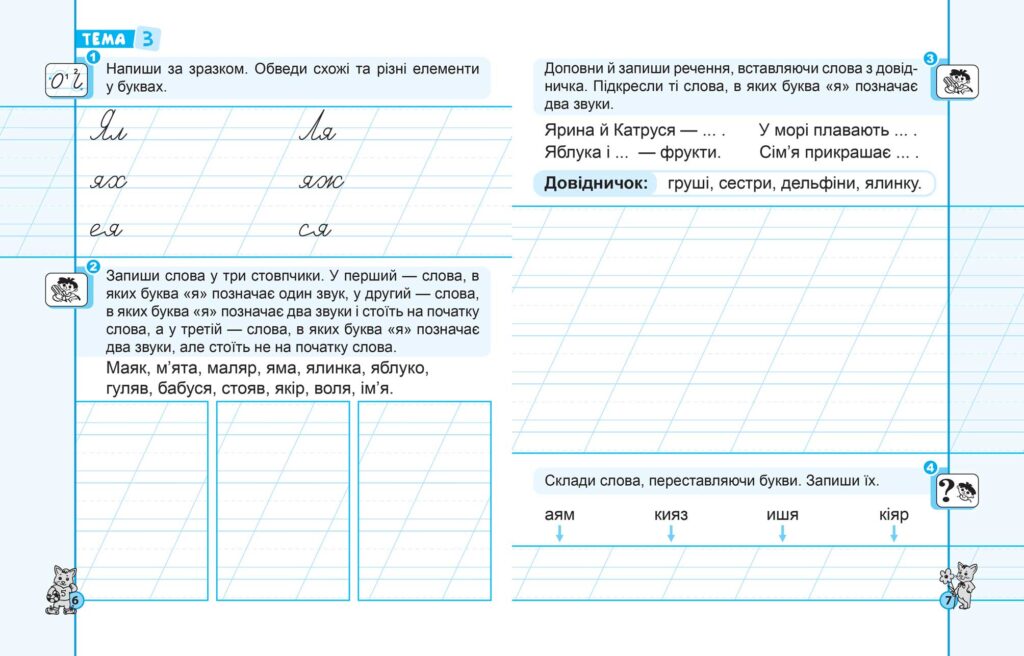 ТЕМА 3
1
Напиши за зразком. Обведи схожі та різні елементи
у буквах.
Ял Ля
ях яж
ея ся
2
Запиши слова у три стовпчики. У перший — слова, в
яких буква «я» позначає один звук, у другий — слова,
в яких буква «я» позначає два звуки і стоїть на початку
слова, а у третій — слова, в яких буква «я» позначає
два звуки, але стоїть не на початку слова.
Маяк, м’ята, маляр, яма, ялинка, яблуко,
гуляв, бабуся, стояв, якір, воля, ім’я.
6
3
Доповни й запиши речення, вставляючи слова з довід-
ничка. Підкресли ті слова, в яких буква «я» позначає
два звуки.
Ярина й Катруся — ... . У морі плавають ... .
Яблука і ... — фрукти. Сім’я прикрашає ... .
Довідничок: груші, сестри, дельфіни, ялинку.
4
Склади слова, переставляючи букви. Запиши їх.
аям кияз ишя кіяр
7